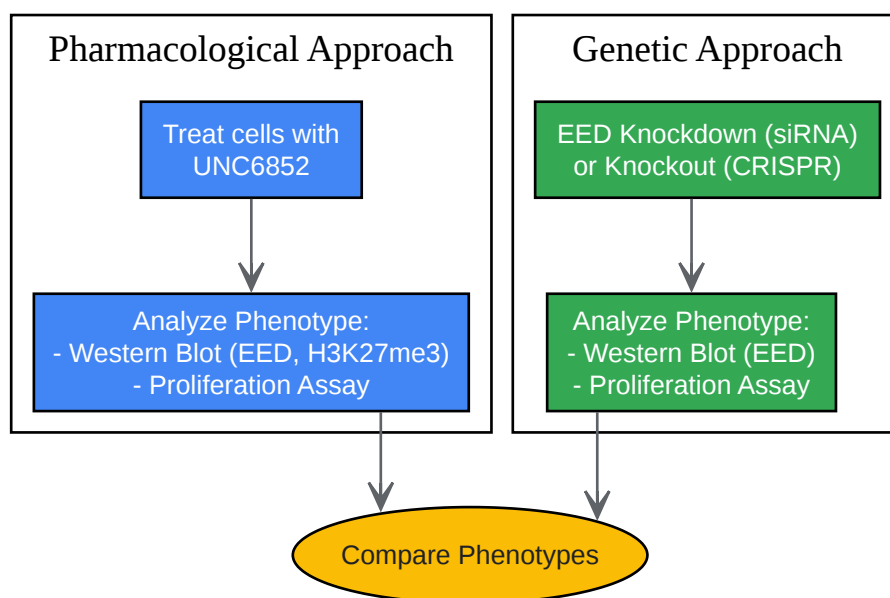 Pharmacological Approach
Treat cells with
UNC6852
Analyze Phenotype:
- Western Blot (EED, H3K27me3)
- Proliferation Assay
Genetic Approach
EED Knockdown (siRNA)
or Knockout (CRISPR)
Analyze Phenotype:
- Western Blot (EED)
- Proliferation Assay
Compare Phenotypes